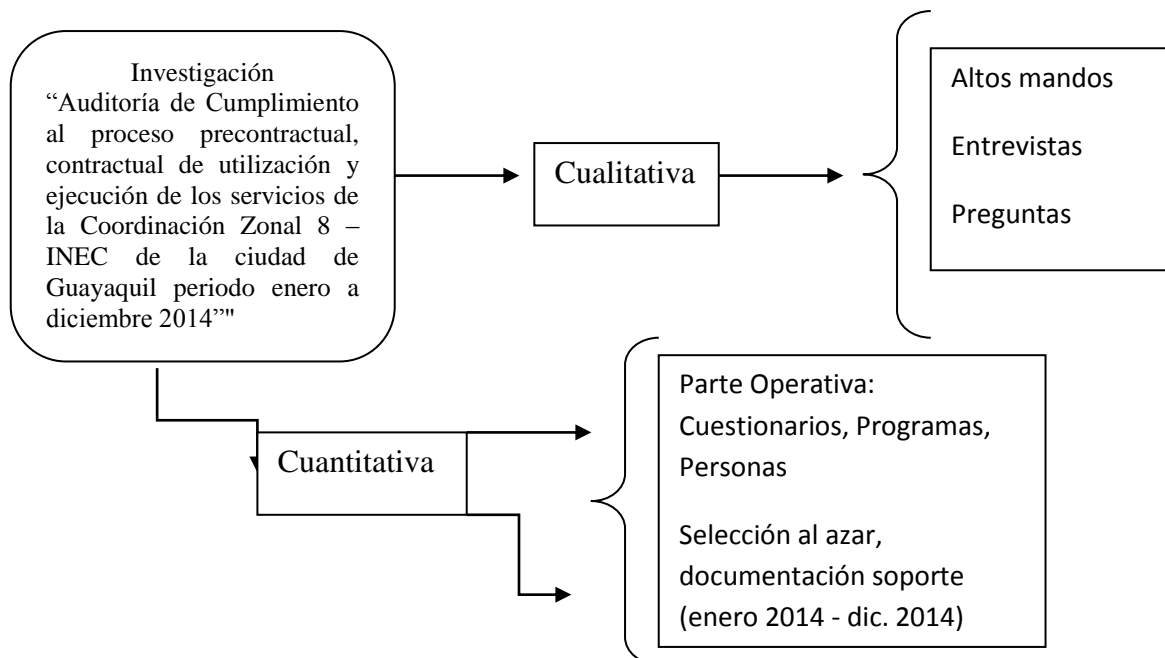 Investigación
“Auditoría de Cumplimiento
al proceso precontractual,
contractual de utilización y
ejecución de los servicios de
la Coordinación Zonal 8 –
INEC de la ciudad de
Guayaquil periodo enero a
diciembre 2014”"
Cualitativa
Altos mandos
Entrevistas
Preguntas
Cuantitativa
Parte Operativa:
Cuestionarios, Programas,
Personas
Selección al azar,
documentación soporte
(enero 2014 - dic. 2014)